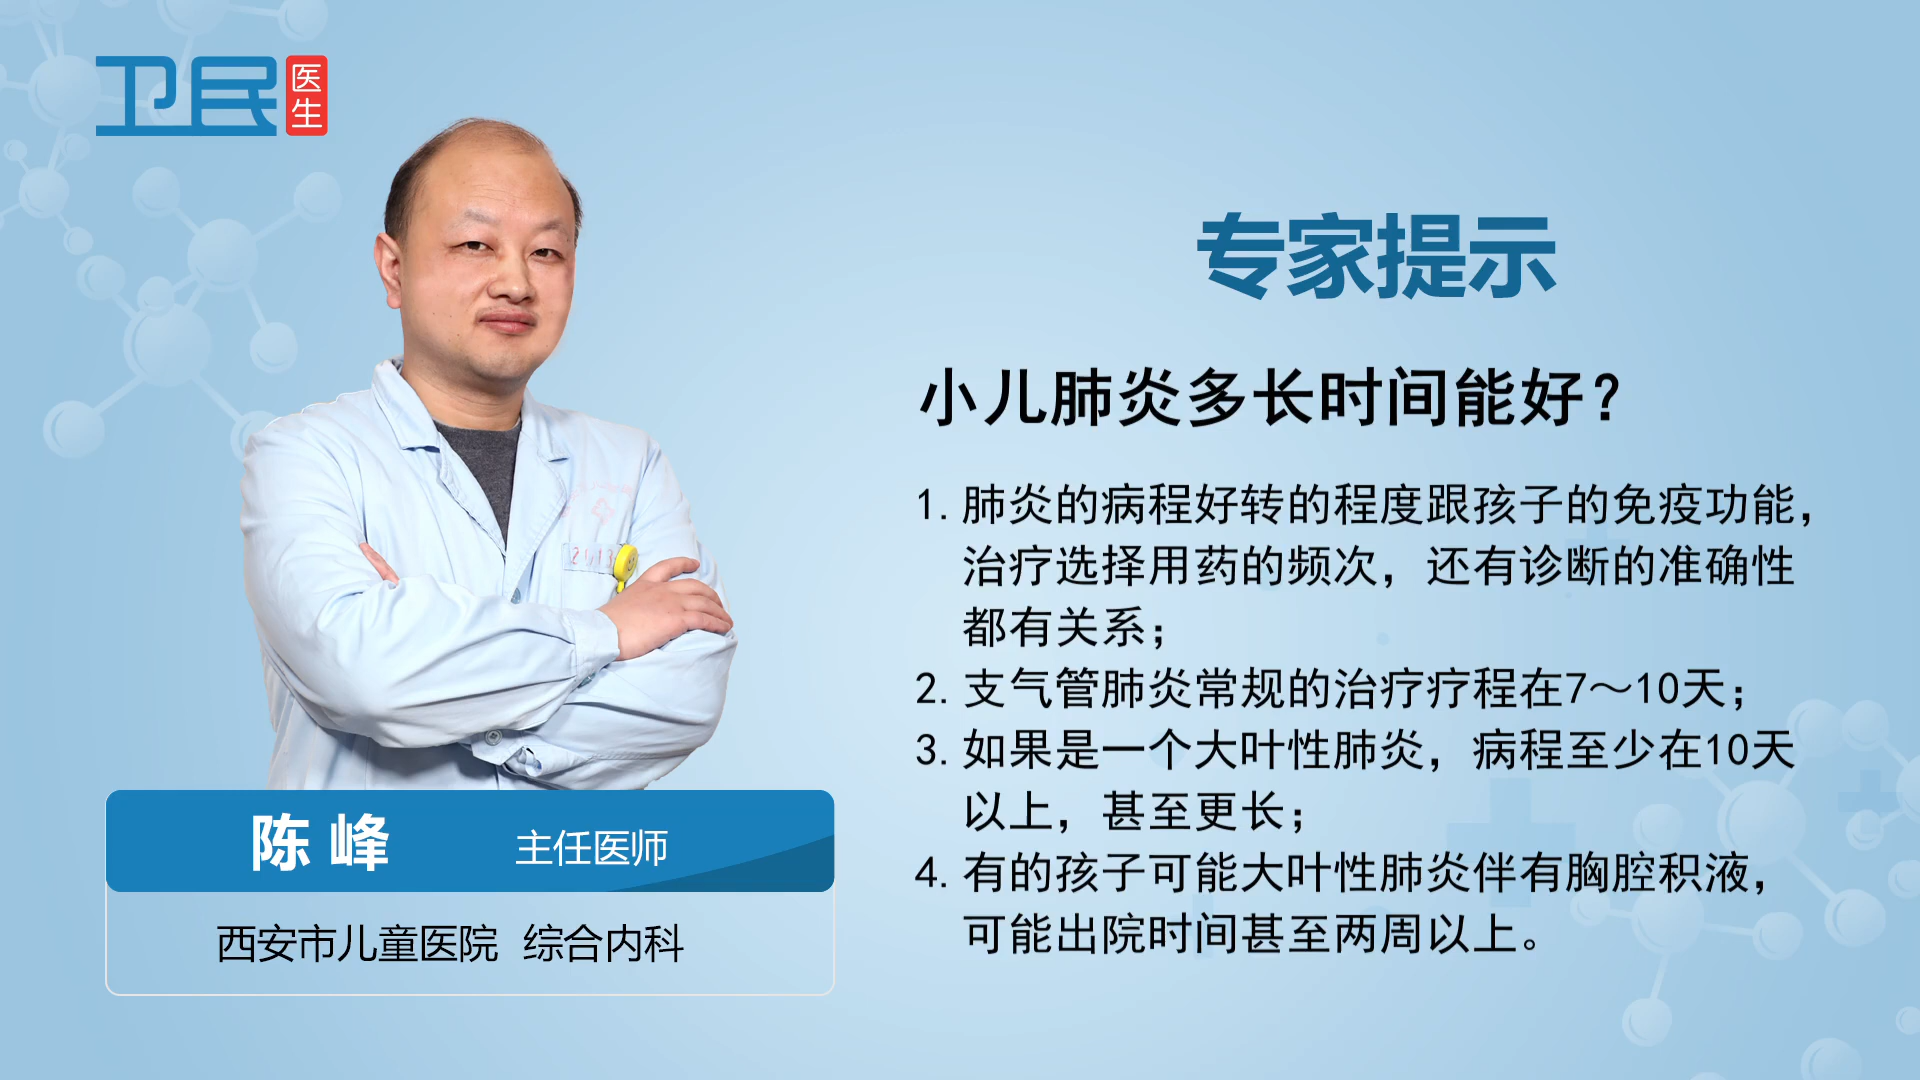 卫民医生
专家提示
小儿肺炎多长时间能好？
1. 肺炎的病程好转的程度跟孩子的免疫功能，
治疗选择用药的频次，还有诊断的准确性
都有关系；
2. 支气管肺炎常规的治疗疗程在7～10天；
3. 如果是一个大叶性肺炎，病程至少在10天
以上，甚至更长；
4. 有的孩子可能大叶性肺炎伴有胸腔积液，
可能出院时间甚至两周以上。
陈峰 主任医师
西安市儿童医院 综合内科